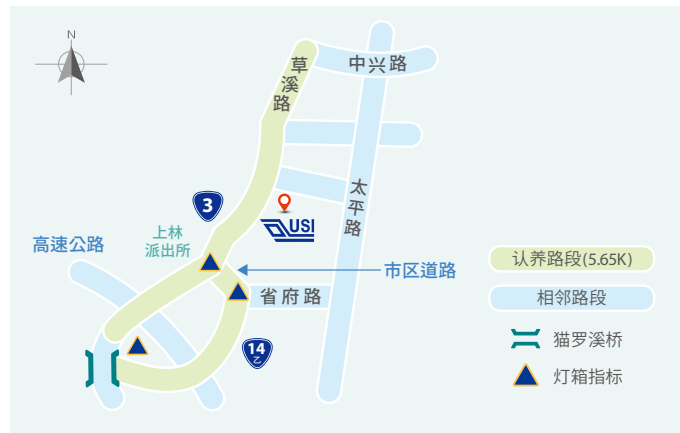 N
草溪路
中兴路
3
太平路
USI
上林
派出所
高速公路
市区道路
省府路
14
乙
认养路段(5.65K)
相邻路段
猫罗溪桥
灯箱指标